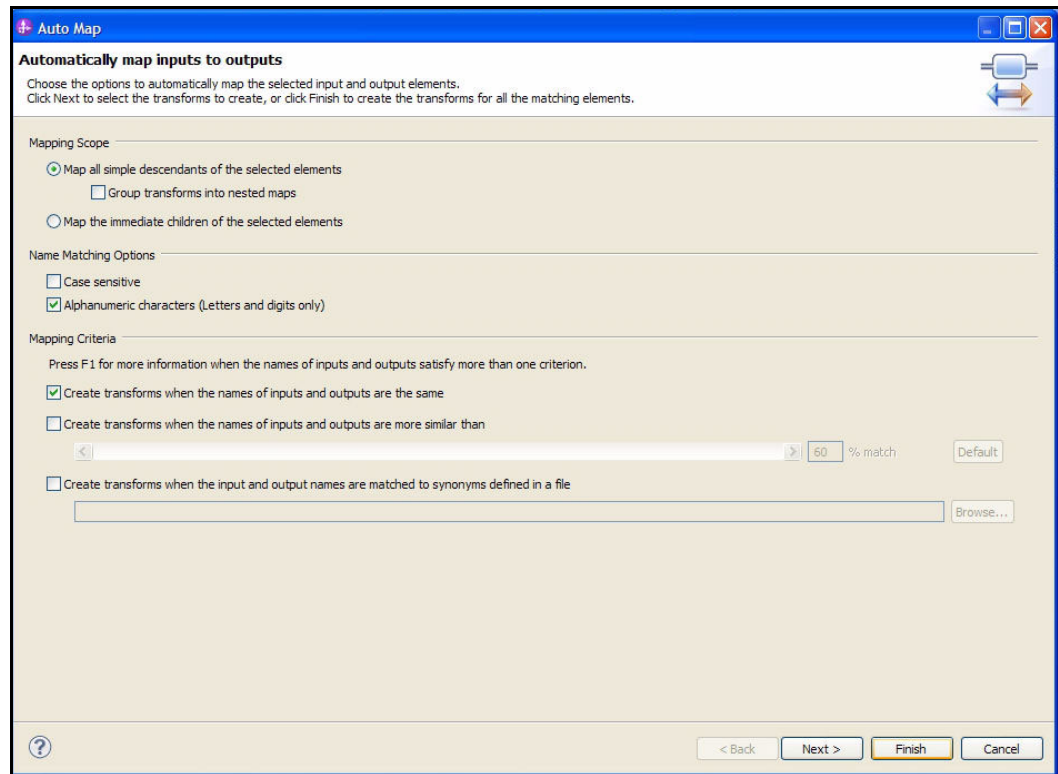 Auto Map
Automatically map inputs to outputs
Choose the options to automatically map the selected input and output elements.
Click Next to select the transforms to create, or click Finish to create the transforms for all the matching elements.
Mapping Scope
Map all simple descendants of the selected elements
Group transforms into nested maps
Map the immediate children of the selected elements
Name Matching Options
Case sensitive
Alphanumeric characters (Letters and digits only)
Mapping Criteria
Press F1 for more information when the names of inputs and outputs satisfy more than one criterion.
Create transforms when the names of inputs and outputs are the same
Create transforms when the names of inputs and outputs are more similar than
60 % match Default
Create transforms when the input and output names are matched to synonyms defined in a file
Browse...
? < Back Next > Finish Cancel